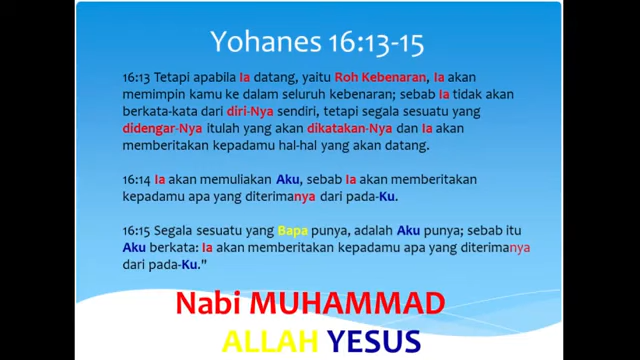 Yohanes 16:13-15
16:13 Tetapi apabila Ia datang, yaitu Roh Kebenaran, Ia akan
memimpin kamu ke dalam seluruh kebenaran; sebab Ia tidak akan
berkata-kata dari diri-Nya sendiri, tetapi segala sesuatu yang
didengar-Nya itulah yang akan dikatakan-Nya dan Ia akan
memberitakan kepadamu hal-hal yang akan datang.
16:14 Ia akan memuliakan Aku, sebab Ia akan memberitakan
kepadamu apa yang diterimanya dari pada-Ku.
16:15 Segala sesuatu yang Bapa punya, adalah Aku punya; sebab itu
Aku berkata: Ia akan memberitakan kepadamu apa yang diterimanya
dari pada-Ku."
Nabi MUHAMMAD
ALLAH YESUS